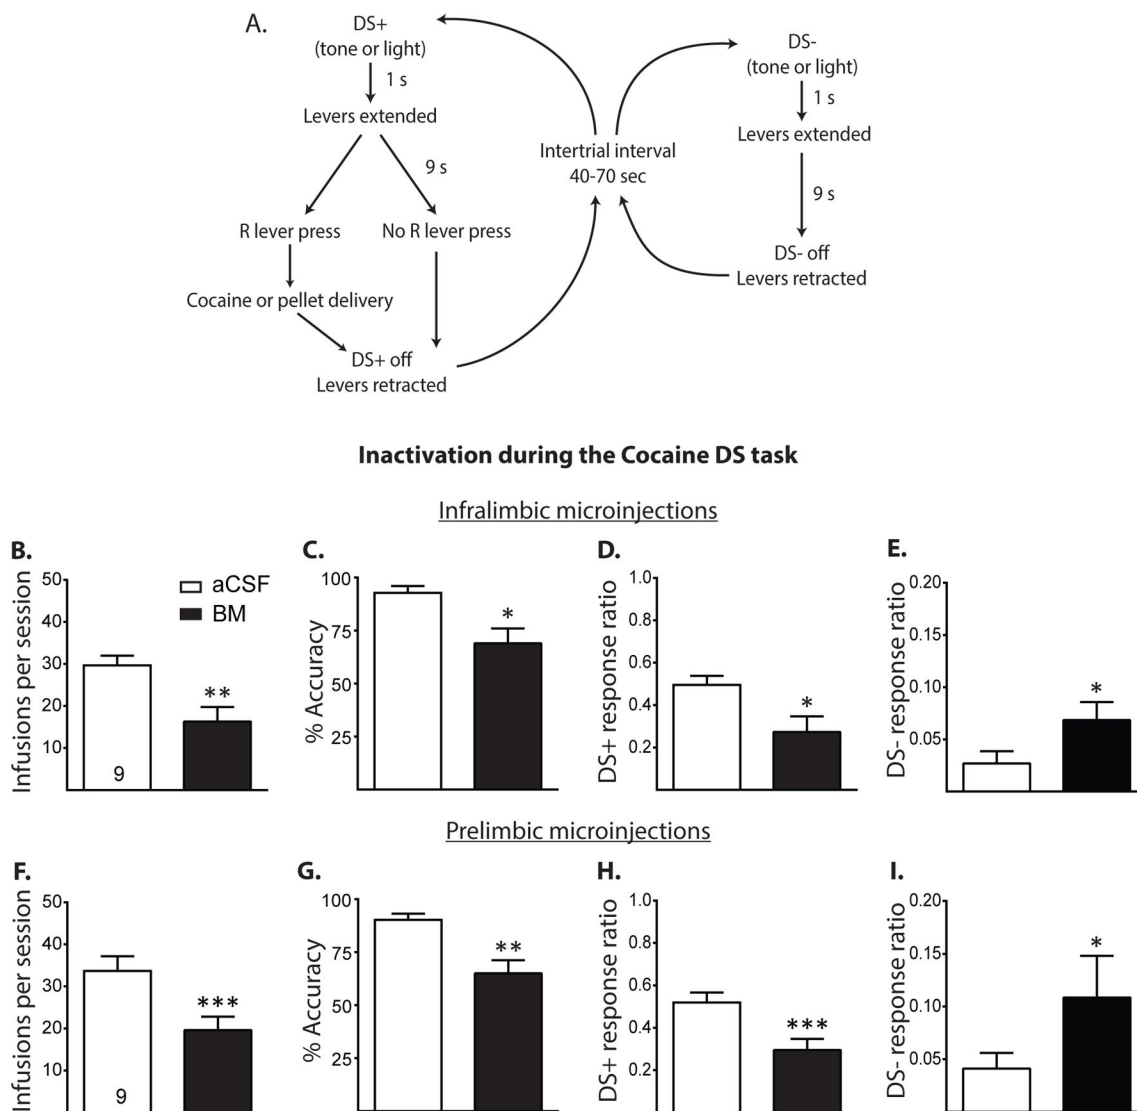 A.
DS+
(tone or light)
1 s
Levers extended
9 s
R lever press
No R lever press
Cocaine or pellet delivery
DS+ off
Levers retracted
Intertrial interval
40-70 sec
DS-
(tone or light)
1 s
Levers extended
9 s
DS- off
Levers retracted
Inactivation during the Cocaine DS task
Infralimbic microinjections
B.
Infusions per session
50
40
30
20
10
aCSF
BM
**
9
C.
% Accuracy
100
75
50
25
*
D.
DS+ response ratio
1.0
0.8
0.6
0.4
0.2
*
E.
DS- response ratio
0.20
0.15
0.10
0.05
*
Prelimbic microinjections
F.
Infusions per session
50
40
30
20
10
***
9
G.
% Accuracy
100
75
50
25
**
H.
DS+ response ratio
1.0
0.8
0.6
0.4
0.2
***
I.
DS- response ratio
0.20
0.15
0.10
0.05
*